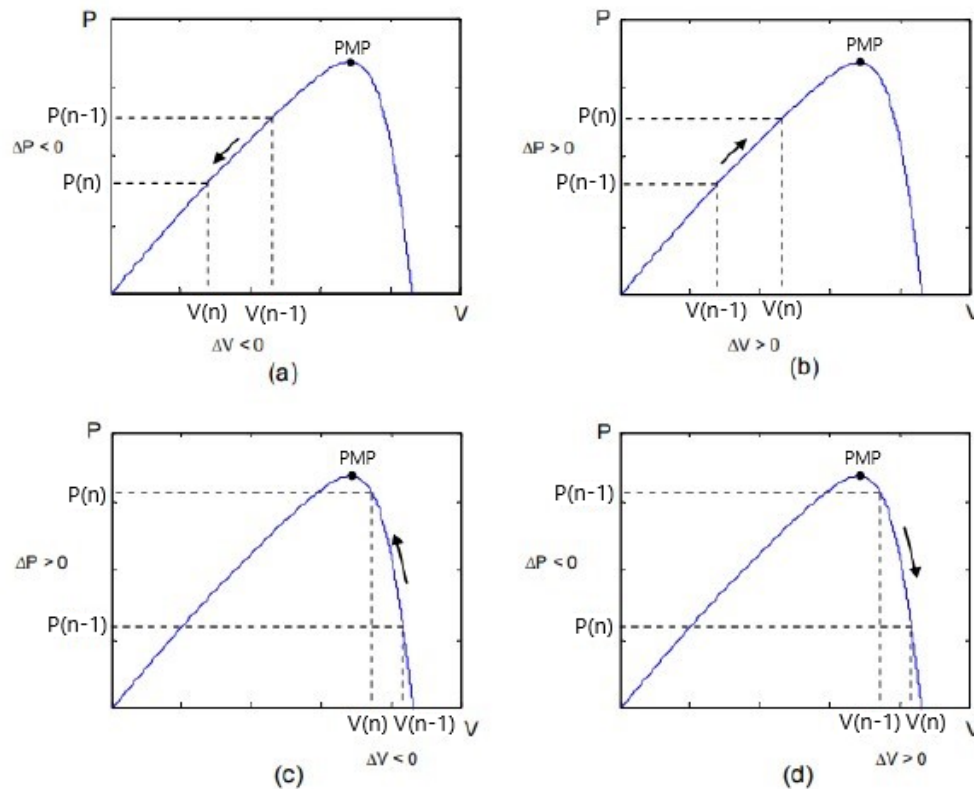 P
PMP
P(n-1)
ΔP < 0
P(n)
V(n) V(n-1) V
ΔV < 0
(a)
P
PMP
P(n)
ΔP > 0
P(n-1)
V(n-1) V(n) V
ΔV > 0
(b)
P
PMP
P(n)
ΔP > 0
P(n-1)
V(n) V(n-1) V
ΔV < 0
(c)
P
PMP
P(n-1)
ΔP < 0
P(n)
V(n-1) V(n) V
ΔV > 0
(d)